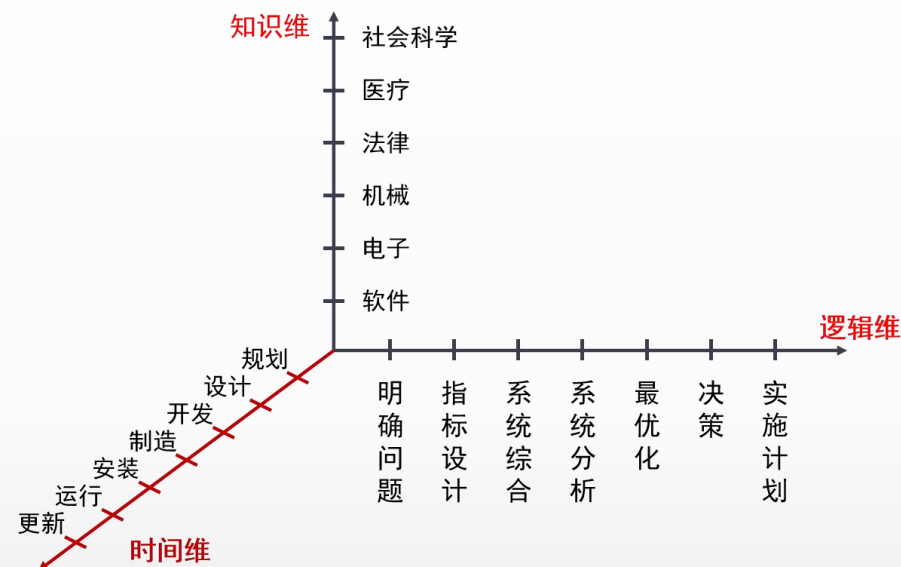 知识维
社会科学
医疗
法律
机械
电子
软件
逻辑维
明确问题
指标设计
系统综合
系统分析
最优化
决策
实施计划
规划
设计
开发
制造
安装
运行
更新
时间维